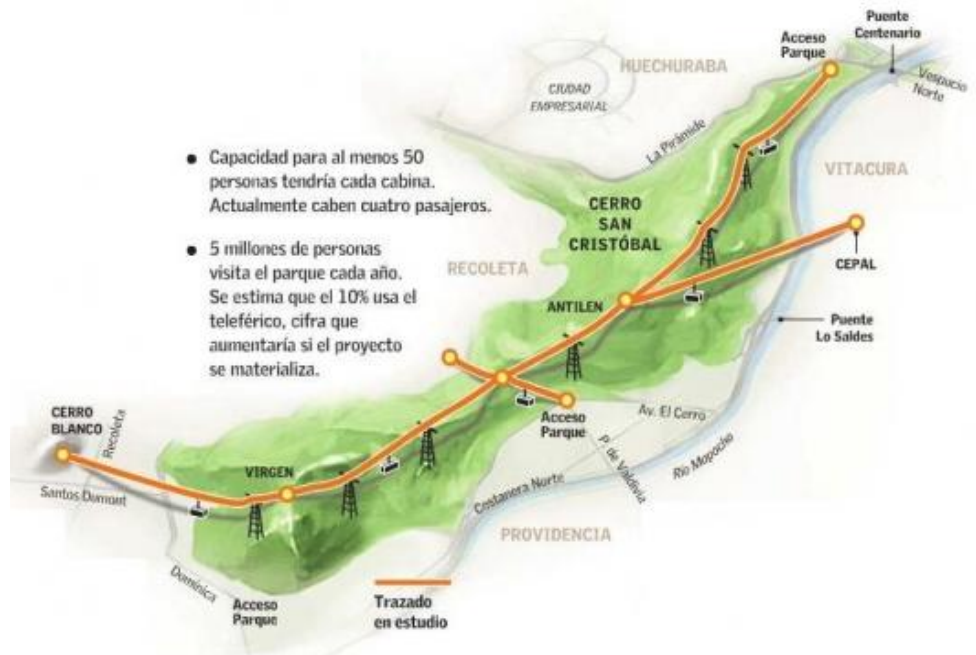 Puente
Centenario
Acceso
Parque
HUECHURABA
Vespucio
Norte
CIUDAD
EMPRESARIAL
La Pirámide
• Capacidad para al menos 50
personas tendría cada cabina.
Actualmente caben cuatro pasajeros.
VITACURA
CERRO
SAN
CRISTÓBAL
• 5 millones de personas
visita el parque cada año.
Se estima que el 10% usa el
teleférico, cifra que
aumentaría si el proyecto
se materializa.
RECOLETA
CEPAL
ANTILEN
Puente
Lo Saldes
CERRO
BLANCO
Recoleta
Acceso
Parque
Av. El Cerro
P. de Valdivia
Río Mapocho
VIRGEN
Santos Dumont
Costanera Norte
PROVIDENCIA
Domínica
Acceso
Parque
Trazado
en estudio